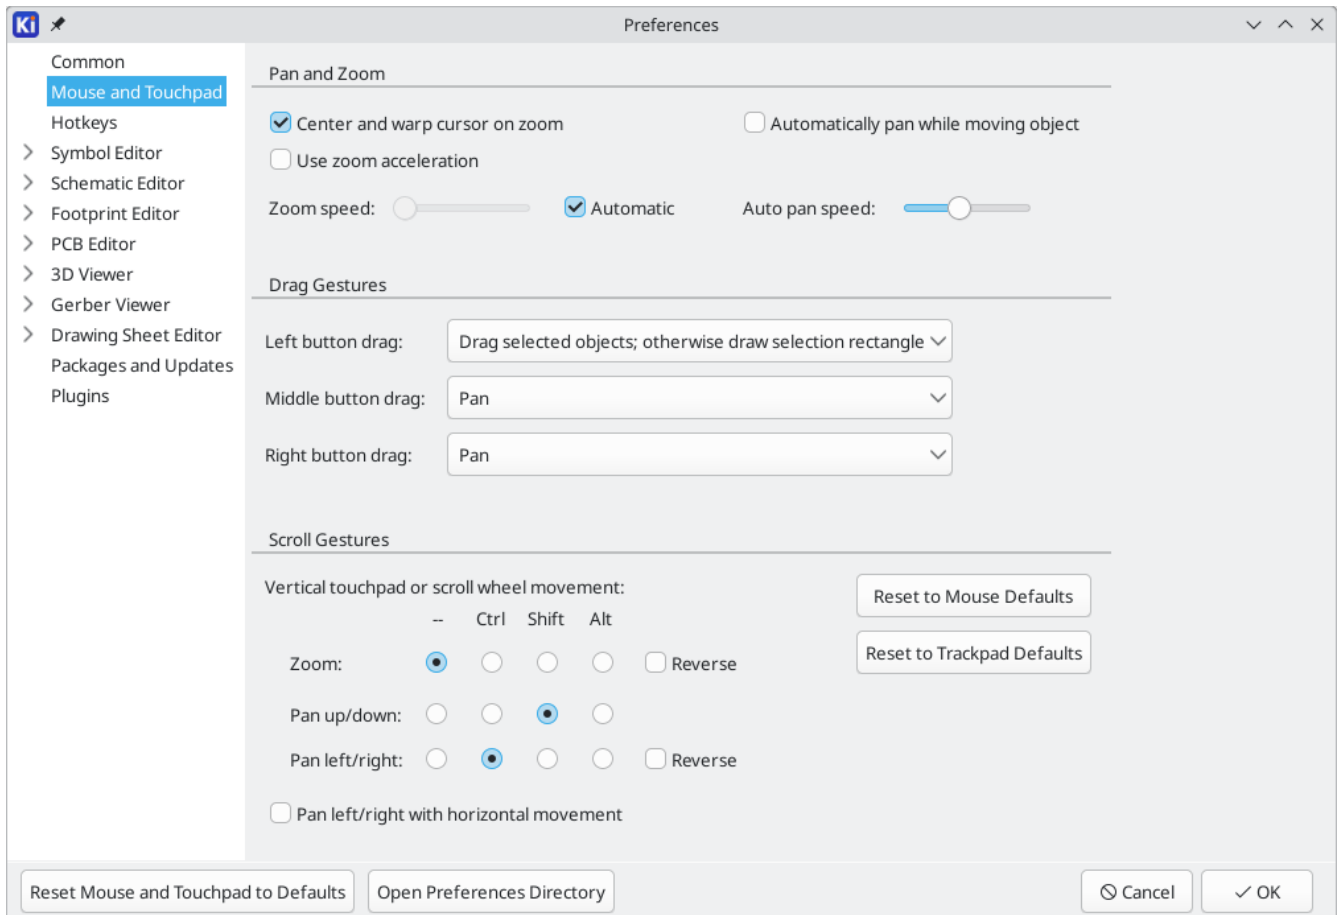 Ki Preferences
Common
Mouse and Touchpad
Hotkeys
Symbol Editor
Schematic Editor
Footprint Editor
PCB Editor
3D Viewer
Gerber Viewer
Drawing Sheet Editor
Packages and Updates
Plugins
Pan and Zoom
Center and warp cursor on zoom Automatically pan while moving object
Use zoom acceleration
Zoom speed: Automatic Auto pan speed:
Drag Gestures
Left button drag: Drag selected objects; otherwise draw selection rectangle
Middle button drag: Pan
Right button drag: Pan
Scroll Gestures
Vertical touchpad or scroll wheel movement:
-- Ctrl Shift Alt
Zoom: Reverse
Pan up/down:
Pan left/right: Reverse
Pan left/right with horizontal movement
Reset to Mouse Defaults
Reset to Trackpad Defaults
Reset Mouse and Touchpad to Defaults Open Preferences Directory Cancel OK